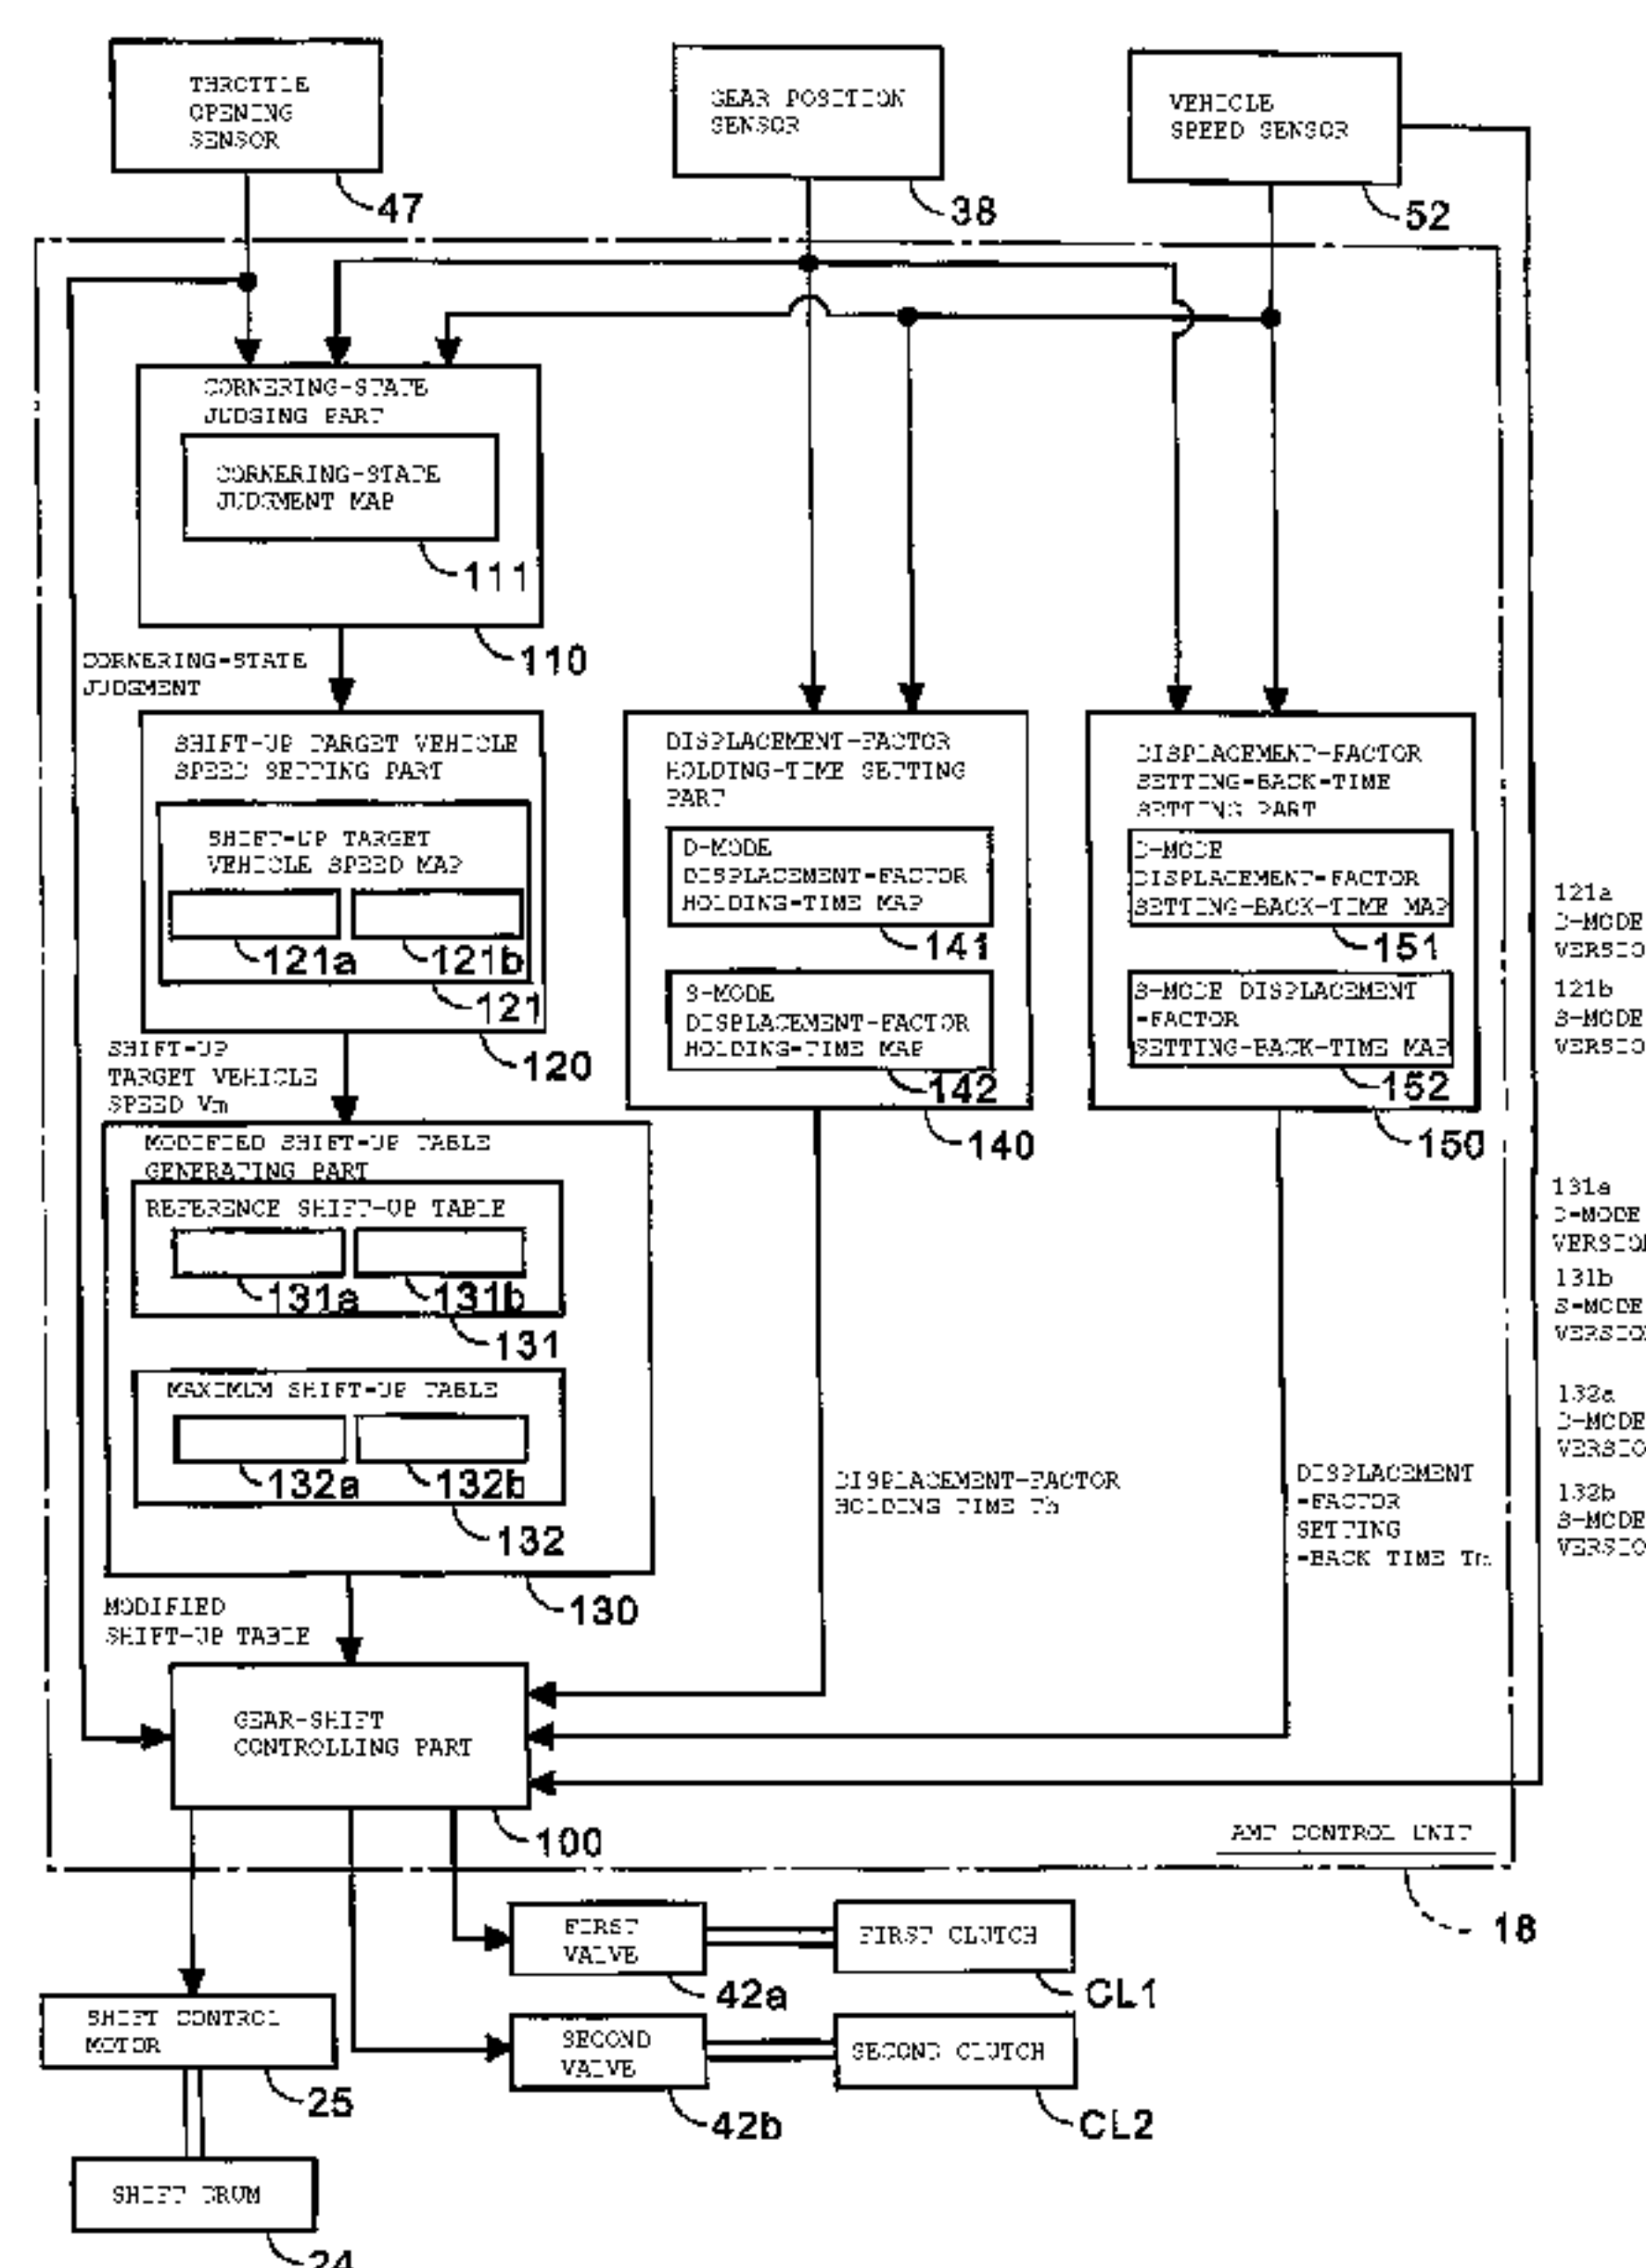 THROTTLE
OPENING
SENSOR
47
GEAR POSITION
SENSOR
38
VEHICLE
SPEED SENSOR
52
CORNERING-STATE
JUDGING PART
CORNERING-STATE
JUDGMENT MAP
111
110
CORNERING-STATE
JUDGMENT
SHIFT-UP TARGET VEHICLE
SPEED SETTING PART
SHIFT-UP TARGET
VEHICLE SPEED MAP
121a
121b
121
120
DISPLACEMENT-FACTOR
HOLDING-TIME SETTING
PART
D-MODE
DISPLACEMENT-FACTOR
HOLDING-TIME MAP
141
S-MODE
DISPLACEMENT-FACTOR
HOLDING-TIME MAP
142
140
DISPLACEMENT-FACTOR
SETTING-BACK-TIME
SETTING PART
D-MODE
DISPLACEMENT-FACTOR
SETTING-BACK-TIME MAP
151
S-MODE DISPLACEMENT
-FACTOR
SETTING-BACK-TIME MAP
152
150
121a
D-MODE
VERSIO
121b
S-MODE
VERSIO
SHIFT-UP
TARGET VEHICLE
SPEED Vm
MODIFIED SHIFT-UP TABLE
GENERATING PART
REFERENCE SHIFT-UP TABLE
131a
131b
131
MAXIMUM SHIFT-UP TABLE
132a
132b
132
130
131a
D-MODE
VERSION
131b
S-MODE
VERSION
132a
D-MODE
VERSIO
132b
S-MODE
VERSIO
DISPLACEMENT-FACTOR
HOLDING TIME Th
DISPLACEMENT
-FACTOR
SETTING
-BACK TIME Tm
MODIFIED
SHIFT-UP TABLE
GEAR-SHIFT
CONTROLLING PART
100
AMT CONTROL UNIT
18
FIRST
VALVE
42a
FIRST CLUTCH
CL1
SECOND
VALVE
42b
SECOND CLUTCH
CL2
SHIFT CONTROL
MOTOR
25
SHIFT DRUM
24